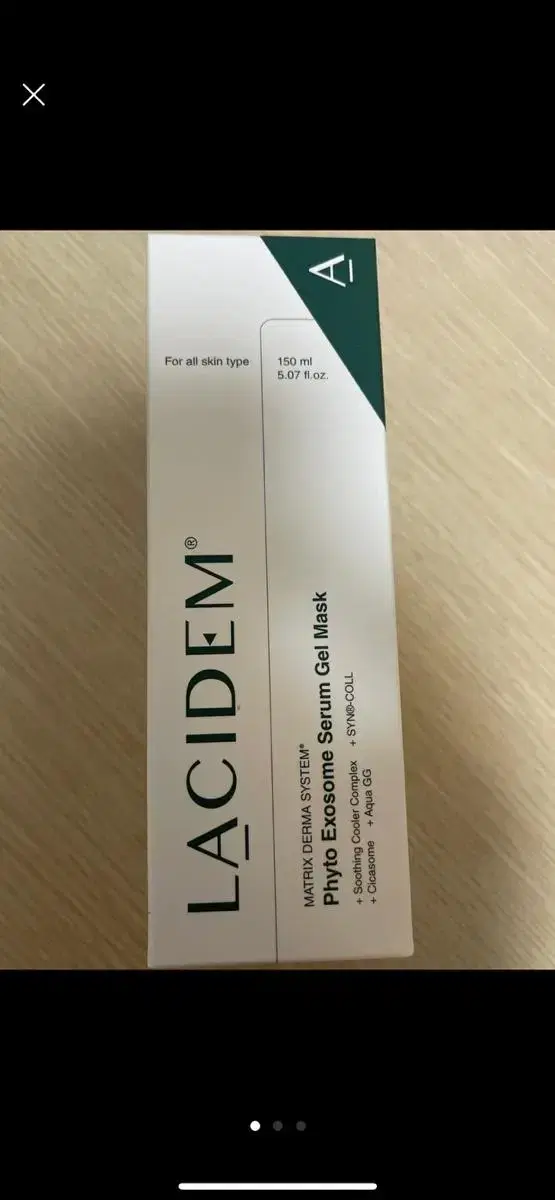 A
For all skin type
150 ml
5.07 fl.oz.
LACIDEM®
MATRIX DERMA SYSTEM®
Phyto Exosome Serum Gel Mask
+ Soothing Cooler Complex + SYN®-COLL
+ Cicasome + Aqua GG